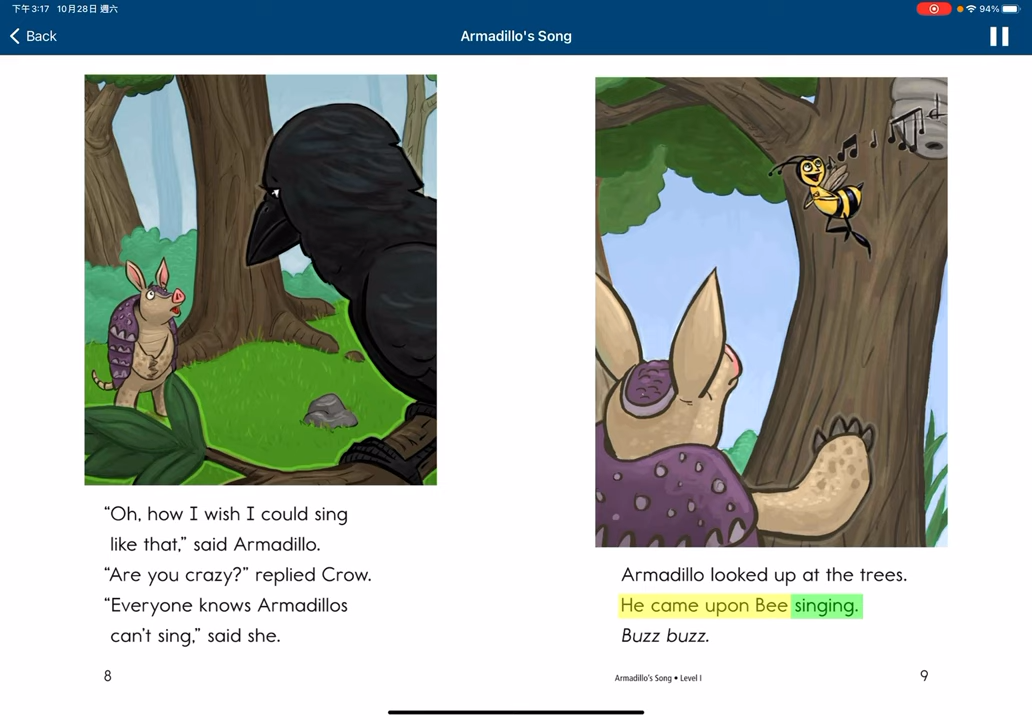 下午3:17 10月28日 週六
94%
Back
Armadillo's Song
“Oh, how I wish I could sing
like that,” said Armadillo.
“Are you crazy?” replied Crow.
“Everyone knows Armadillos
can’t sing,” said she.
8
Armadillo looked up at the trees.
He came upon Bee singing.
Buzz buzz.
Armadillo’s Song • Level I
9